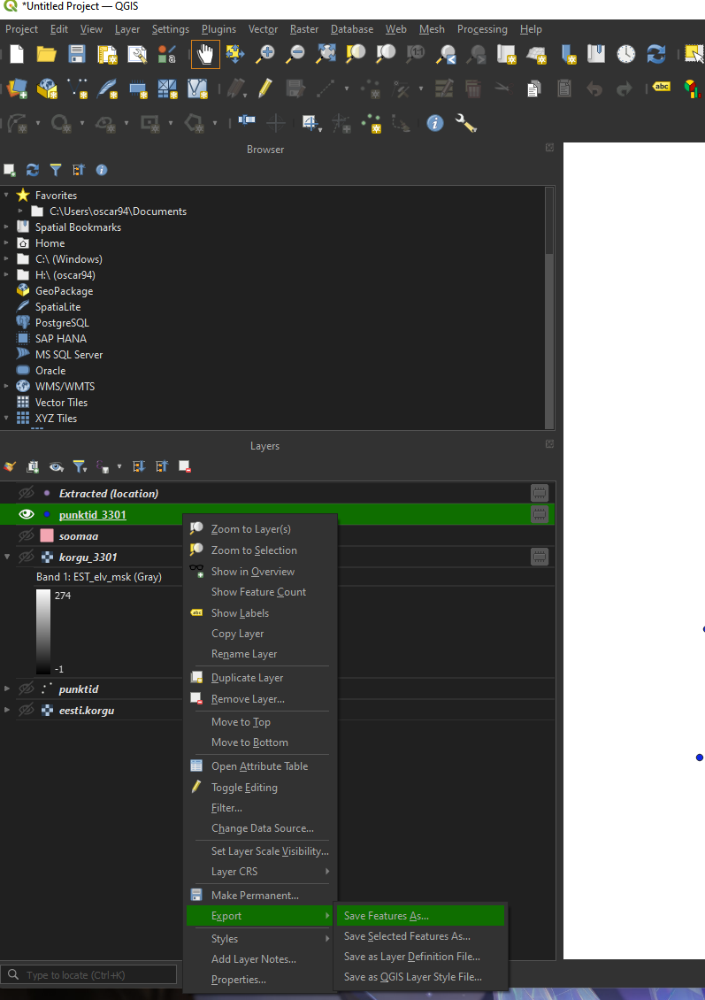 *Untitled Project — QGIS
Project Edit View Layer Settings Plugins Vector Raster Database Web Mesh Processing Help
1:1
abc
Browser
Favorites
C:\Users\oscar94\Documents
Spatial Bookmarks
Home
C:\ (Windows)
H:\ (oscar94)
GeoPackage
SpatiaLite
PostgreSQL
SAP HANA
MS SQL Server
Oracle
WMS/WMTS
Vector Tiles
XYZ Tiles
Layers
Extracted (location)
punktid_3301
soomaa
korgu_3301
Band 1: EST_elv_msk (Gray)
274
-1
punktid
eesti.korgu
Zoom to Layer(s)
Zoom to Selection
Show in Overview
Show Feature Count
abc Show Labels
Copy Layer
Rename Layer
Duplicate Layer
Remove Layer...
Move to Top
Move to Bottom
Open Attribute Table
Toggle Editing
Filter...
Change Data Source...
Set Layer Scale Visibility...
Layer CRS
Make Permanent...
Export
Styles
Add Layer Notes...
Properties...
Save Features As...
Save Selected Features As...
Save as Layer Definition File...
Save as QGIS Layer Style File...
Type to locate (Ctrl+K)